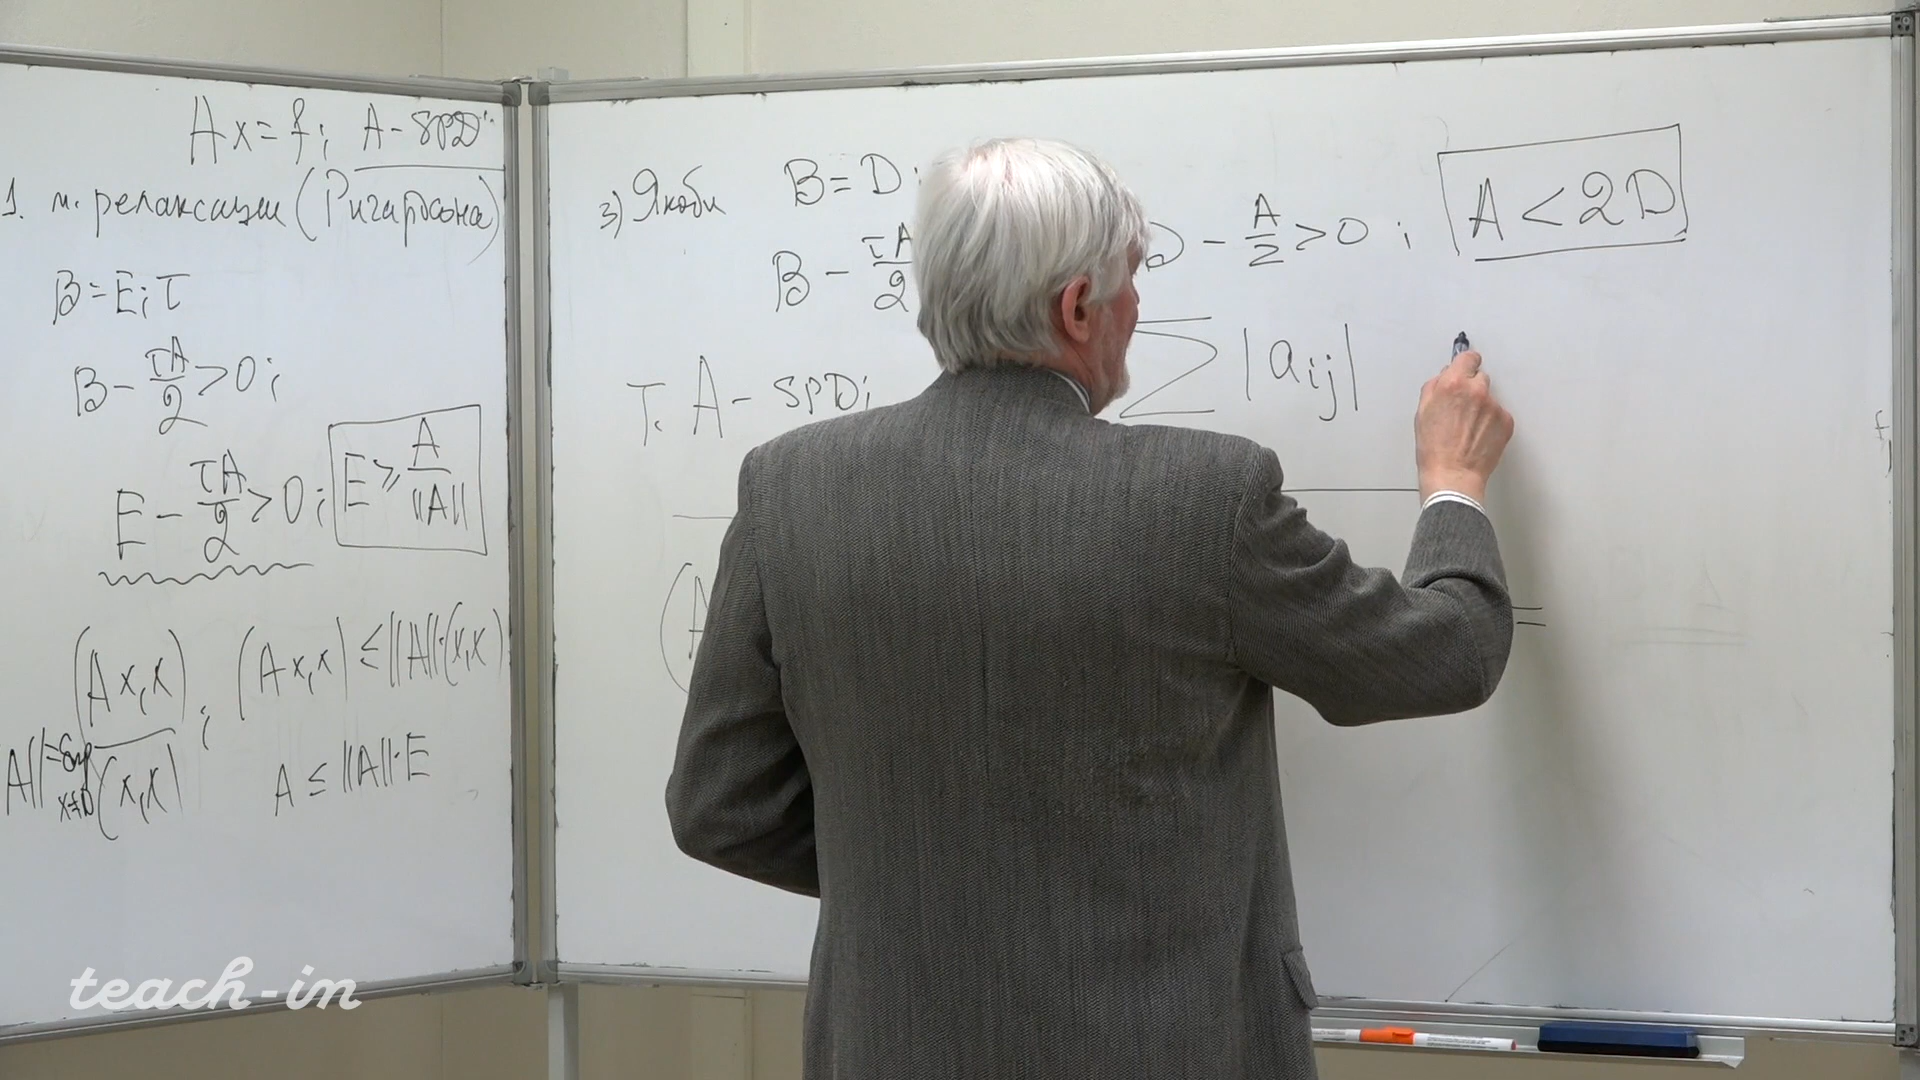 Ax = f; A - SPD
1. м. релаксации (Ричардсона)
B = E; τ
B - τA/2 > 0;
E - τA/2 > 0; E ≥ A/||A||
(Ax,x)/(x,x); (Ax,x) ≤ ||A||·(x,x)
A|| = sup x≠0
A ≤ ||A||·E
3) Якоби B = D;
B - τA/2 D - A/2 > 0; A < 2D
T. A - SPD; Σ |aij|
(A =
teach-in